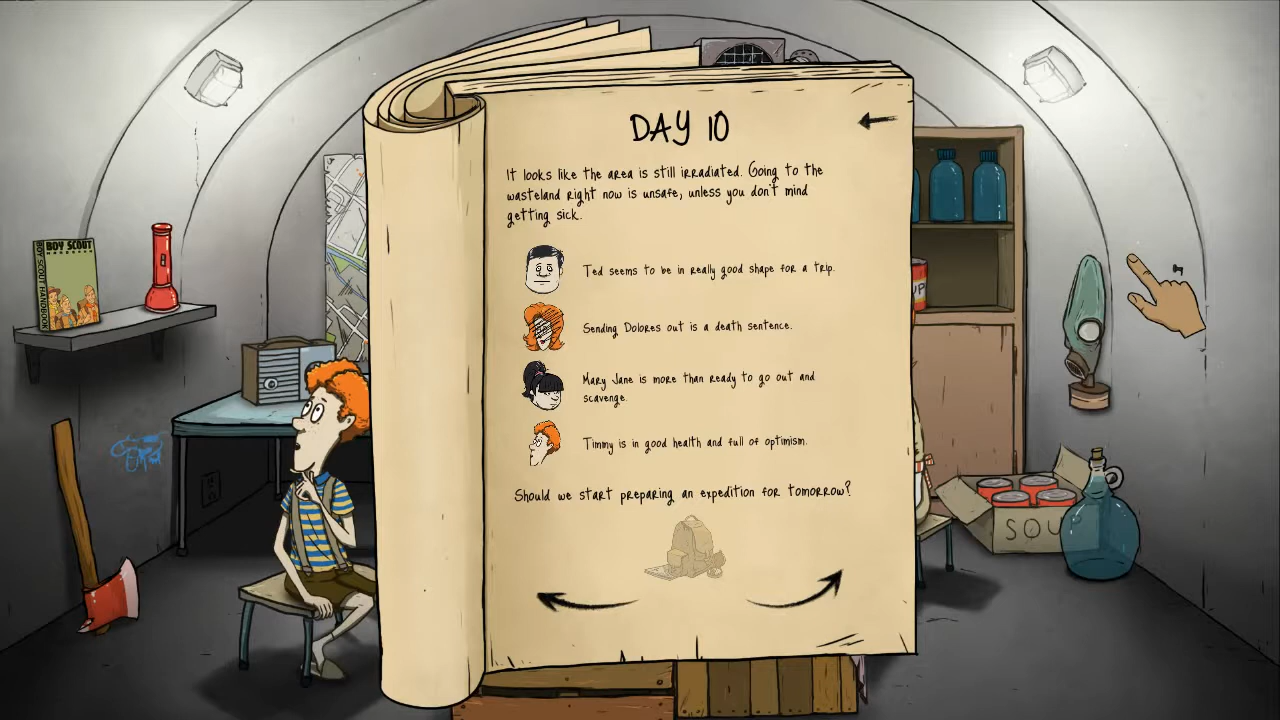 DAY 10
It looks like the area is still irradiated. Going to the
wasteland right now is unsafe, unless you don't mind
getting sick.
Ted seems to be in really good shape for a trip.
Sending Dolores out is a death sentence.
Mary Jane is more than ready to go out and
scavenge.
Timmy is in good health and full of optimism.
Should we start preparing an expedition for tomorrow?
BOY SCOUT
BOY SCOUT HANDBOOK
UP
SOU